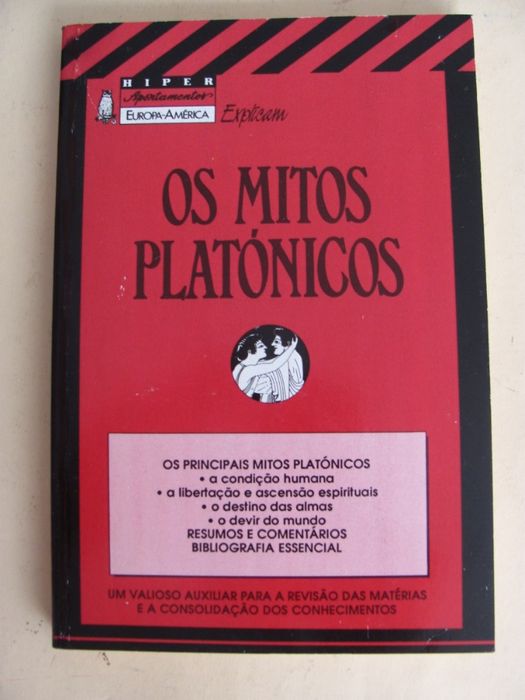 HIPER
Apontamentos
EUROPA-AMÉRICA
Explicam
OS MITOS
PLATÓNICOS
OS PRINCIPAIS MITOS PLATÓNICOS
• a condição humana
• a libertação e ascensão espirituais
• o destino das almas
• o devir do mundo
RESUMOS E COMENTÁRIOS
BIBLIOGRAFIA ESSENCIAL
UM VALIOSO AUXILIAR PARA A REVISÃO DAS MATÉRIAS
E A CONSOLIDAÇÃO DOS CONHECIMENTOS